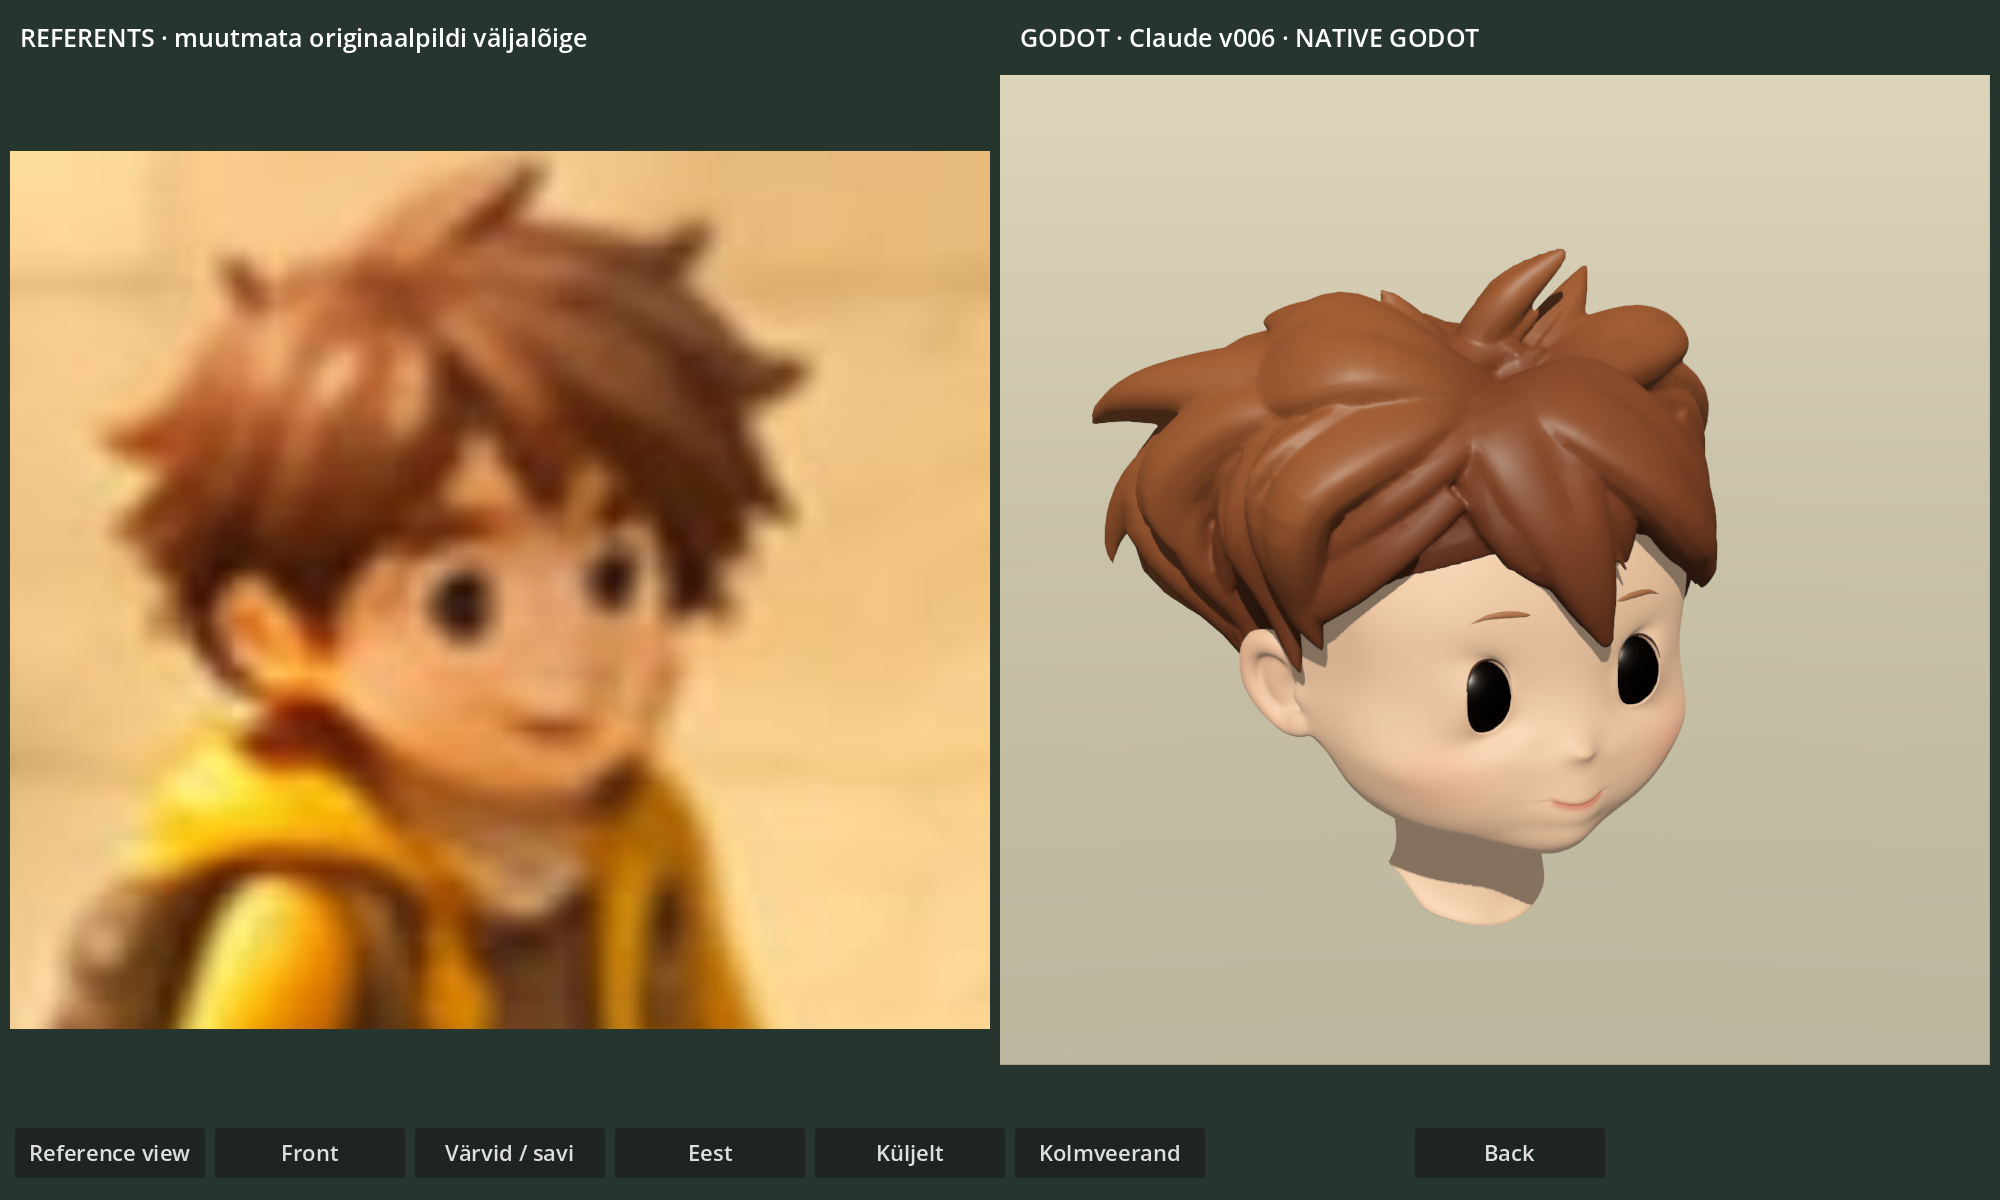 REFERENTS · muutmata originaalpildi väljalõige
GODOT · Claude v006 · NATIVE GODOT
Reference view
Front
Värvid / savi
Eest
Küljelt
Kolmveerand
Back